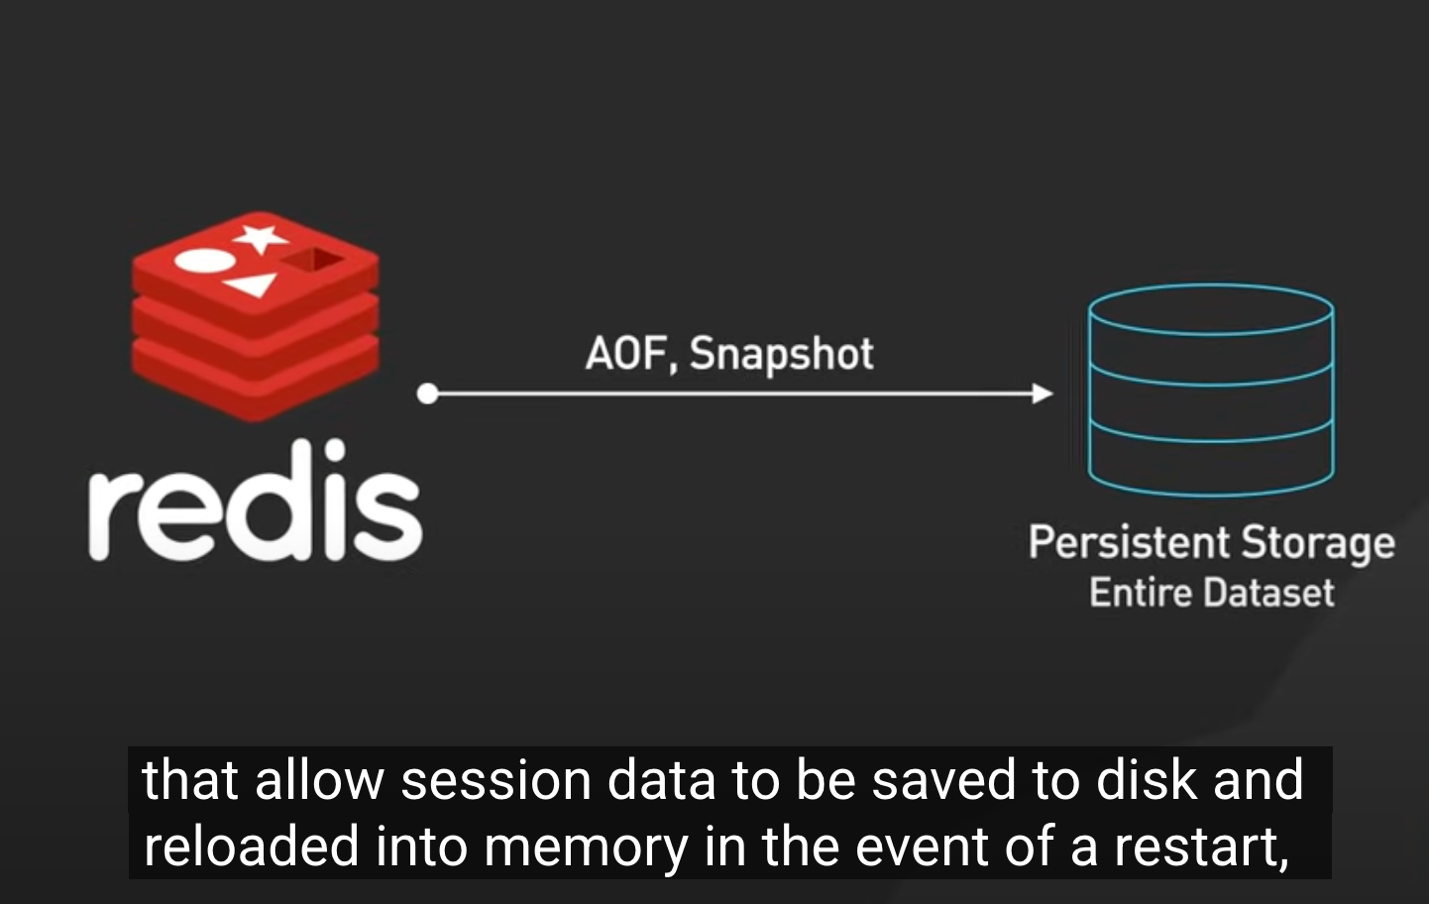 AOF, Snapshot
redis
Persistent Storage
Entire Dataset
that allow session data to be saved to disk and
reloaded into memory in the event of a restart,